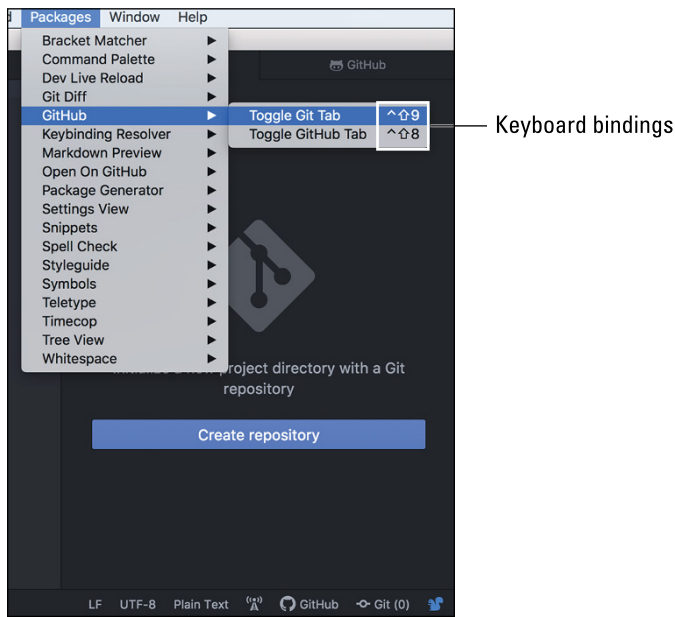 Packages Window Help
Bracket Matcher
Command Palette
GitHub
Dev Live Reload
Git Diff
GitHub
Toggle Git Tab ^⇧9
Keyboard bindings
Keybinding Resolver
Toggle GitHub Tab ^⇧8
Markdown Preview
Open On GitHub
Package Generator
Settings View
Snippets
Spell Check
Styleguide
Symbols
Teletype
Timecop
Tree View
Whitespace
project directory with a Git
repository
Create repository
LF UTF-8 Plain Text GitHub Git (0)